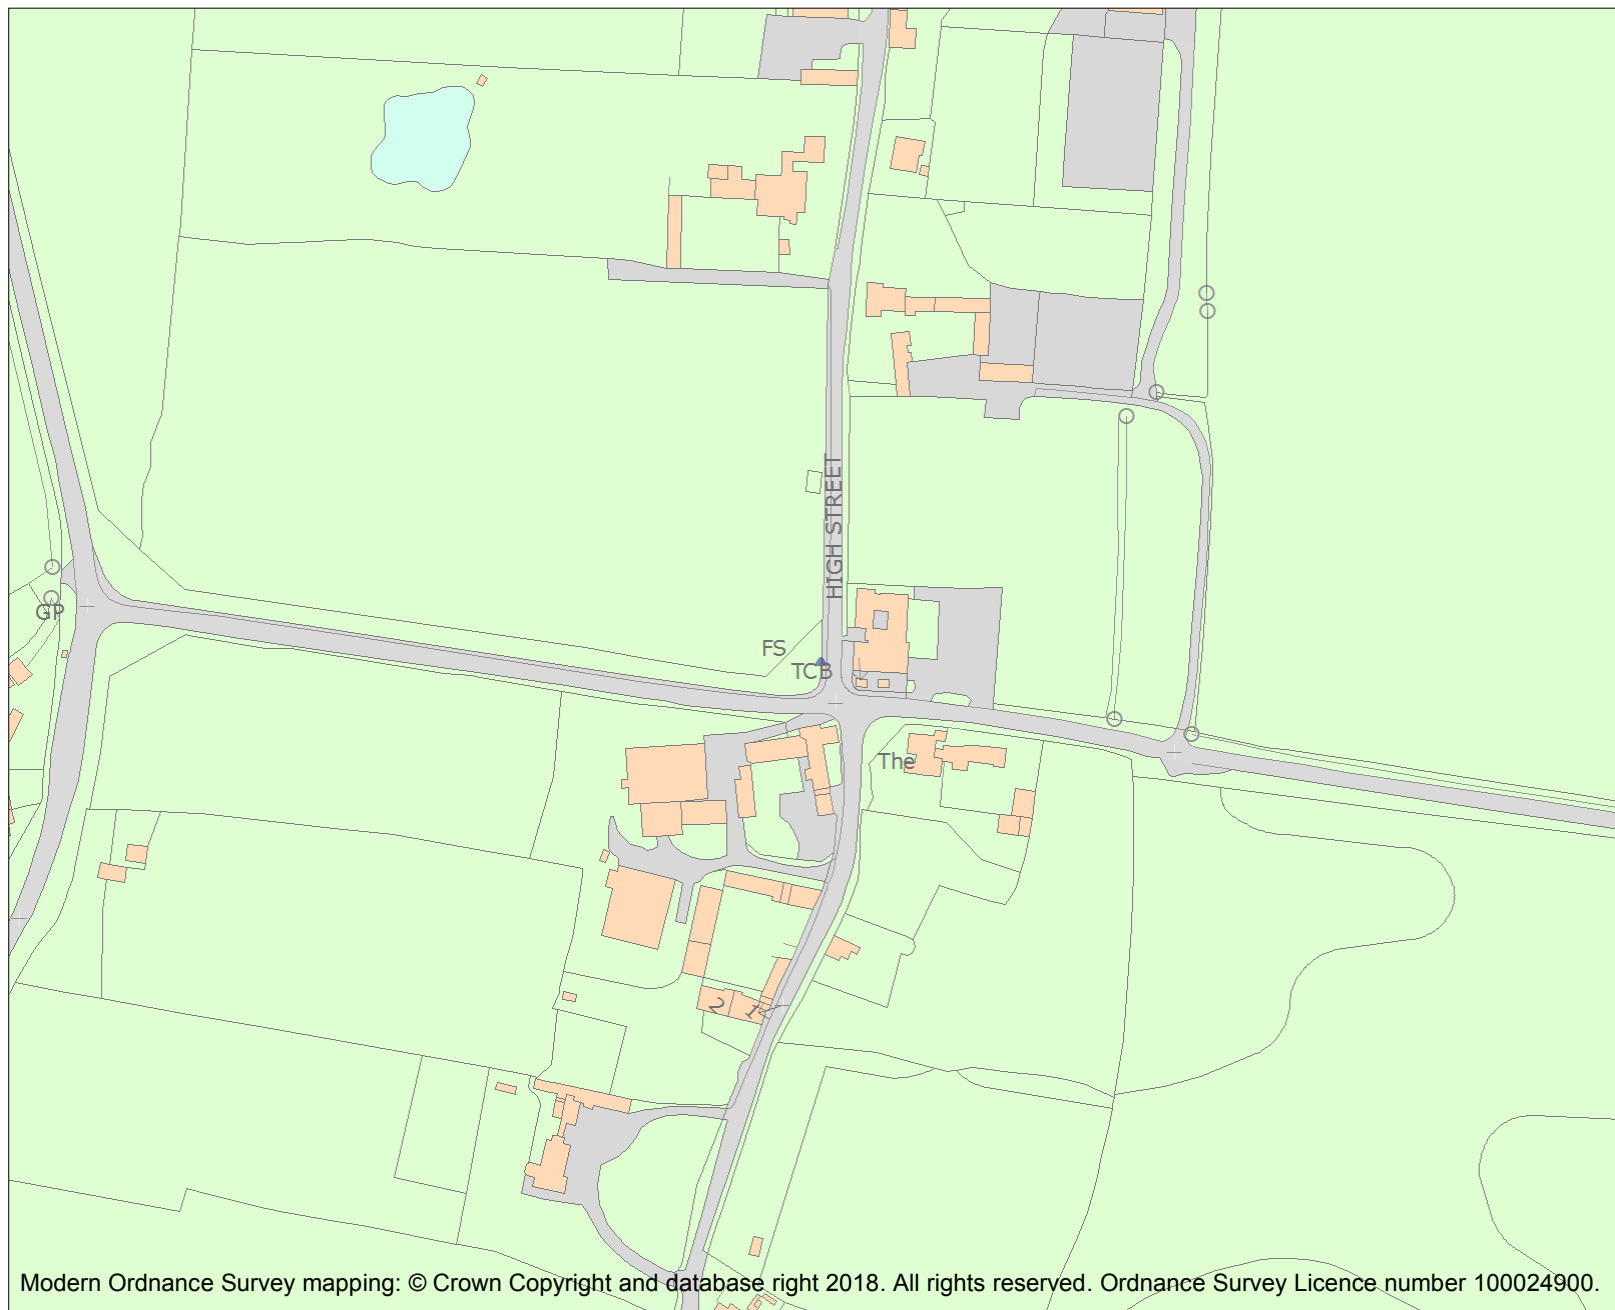 HIGH STREET
GP
FS
TCB
The
2
1
Modern Ordnance Survey mapping: © Crown Copyright and database right 2018. All rights reserved. Ordnance Survey Licence number 100024900.